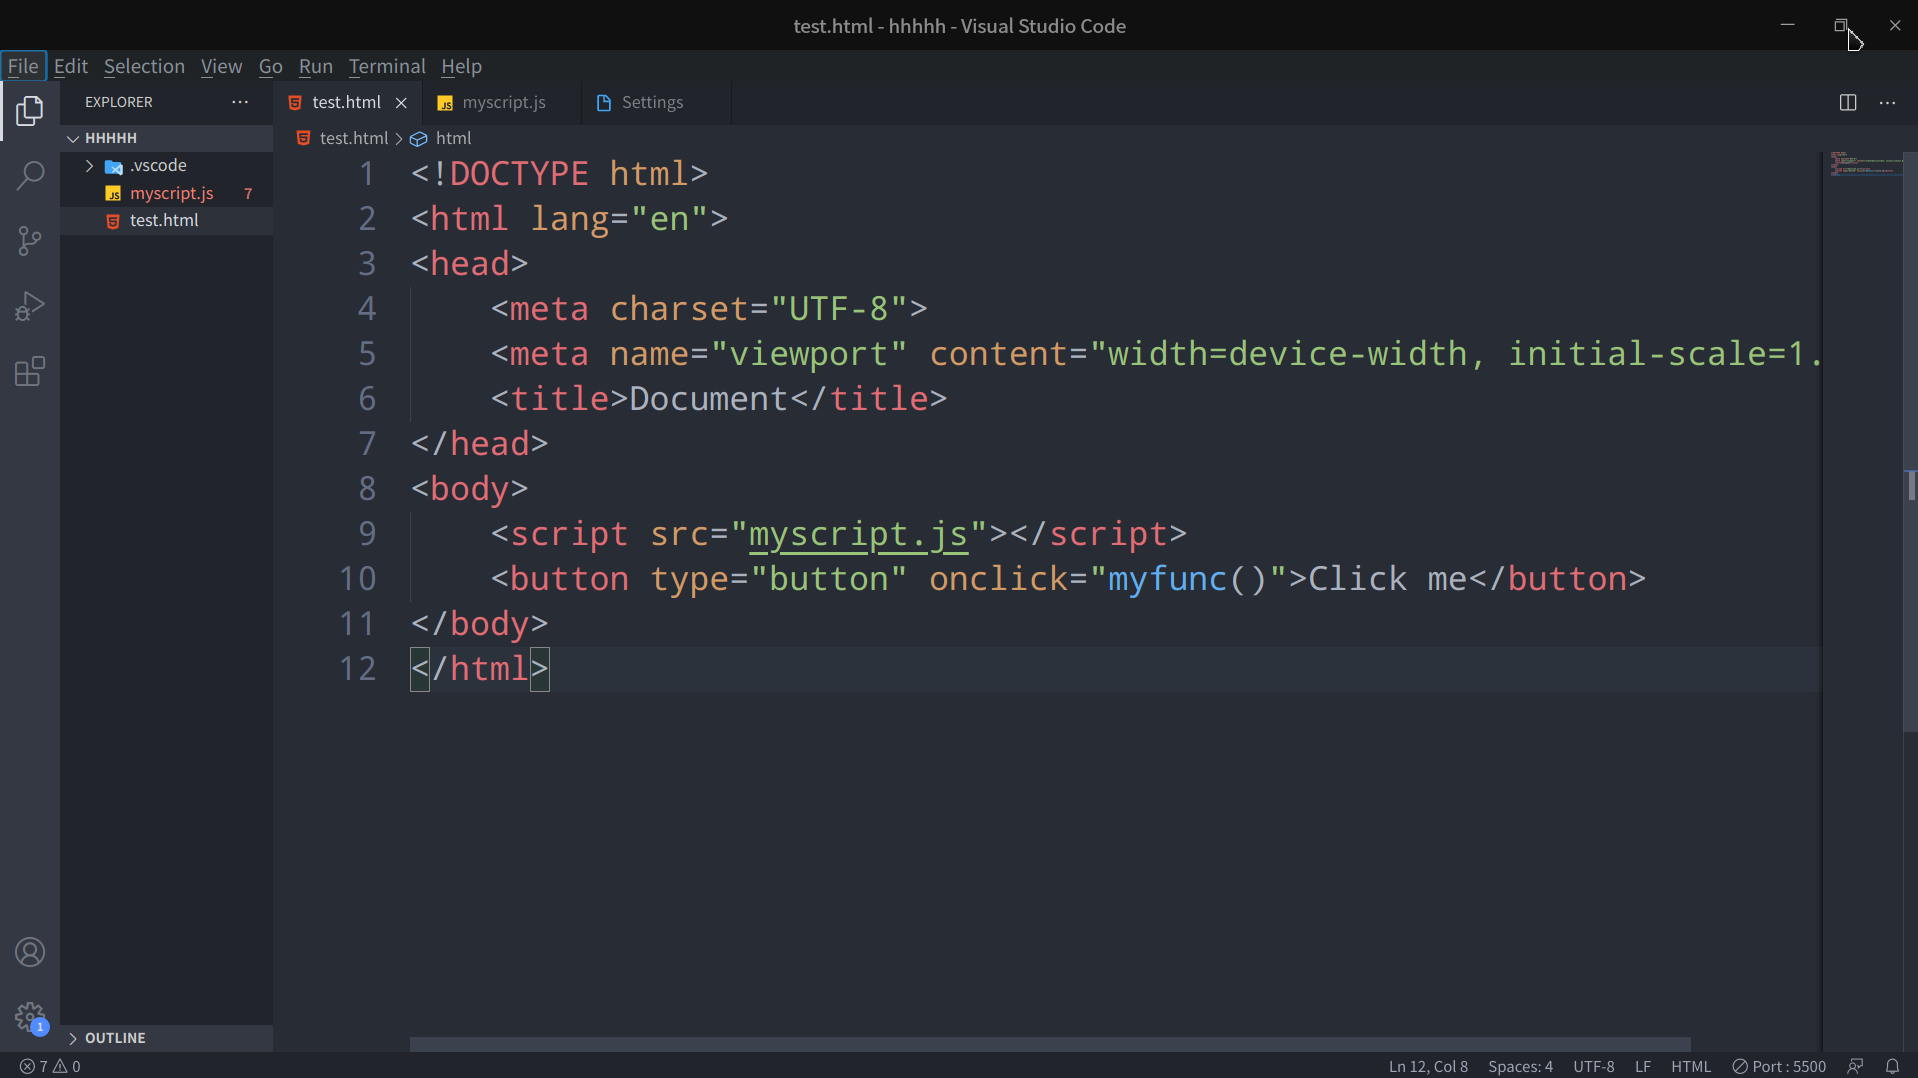 test.html - hhhhh - Visual Studio Code
File Edit Selection View Go Run Terminal Help
EXPLORER
test.html
JS myscript.js
Settings
HHHHH
test.html > html
.vscode
JS myscript.js 7
test.html
1 <!DOCTYPE html>
2 <html lang="en">
3 <head>
4 <meta charset="UTF-8">
5 <meta name="viewport" content="width=device-width, initial-scale=1.
6 <title>Document</title>
7 </head>
8 <body>
9 <script src="myscript.js"></script>
10 <button type="button" onclick="myfunc()">Click me</button>
11 </body>
12 </html>
1
OUTLINE
7 0
Ln 12, Col 8 Spaces: 4 UTF-8 LF HTML Port : 5500